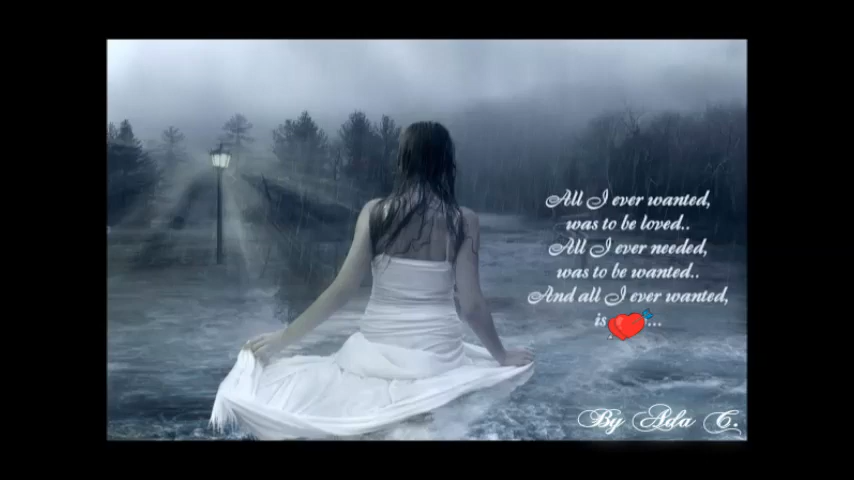 All I ever wanted,
was to be loved..
All I ever needed,
was to be wanted..
And all I ever wanted,
is ...
By Ada C.